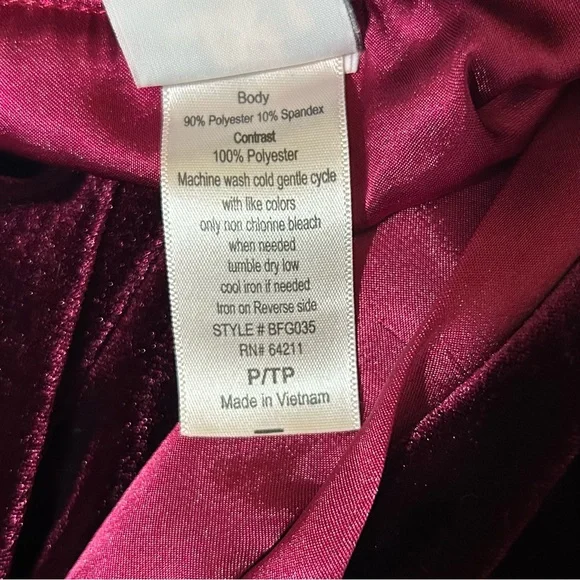 Body
90% Polyester 10% Spandex
Contrast
100% Polyester
Machine wash cold gentle cycle
with like colors
only non chlorine bleach
when needed
tumble dry low
cool iron if needed
Iron on Reverse side
STYLE # BFG035
RN# 64211
P/TP
Made in Vietnam